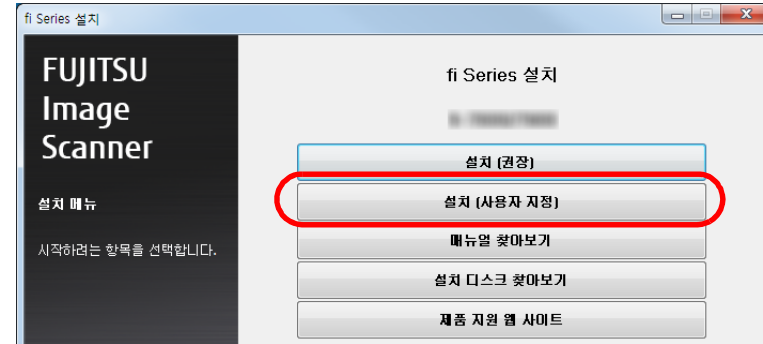 fi Series 설치
FUJITSU
Image
Scanner
설치 메뉴
시작하려는 항목을 선택합니다.
fi Series 설치
설치 (권장)
설치 (사용자 지정)
매뉴얼 찾아보기
설치 디스크 찾아보기
제품 지원 웹 사이트